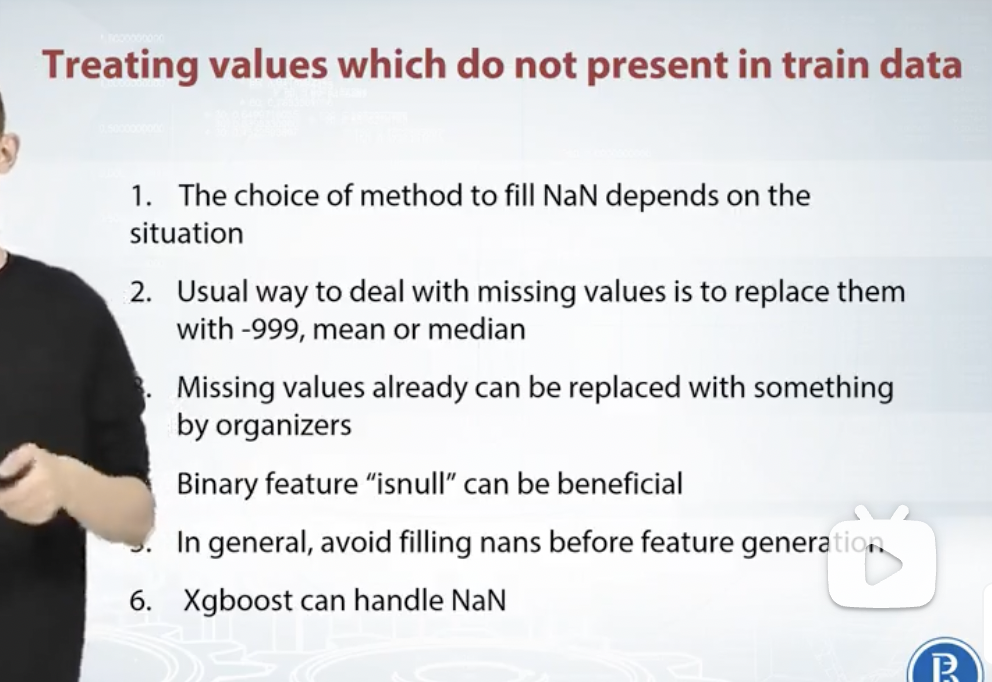 Treating values which do not present in train data
1. The choice of method to fill NaN depends on the
situation
2. Usual way to deal with missing values is to replace them
with -999, mean or median
3. Missing values already can be replaced with something
by organizers
Binary feature “isnull” can be beneficial
5. In general, avoid filling nans before feature generation
6. Xgboost can handle NaN